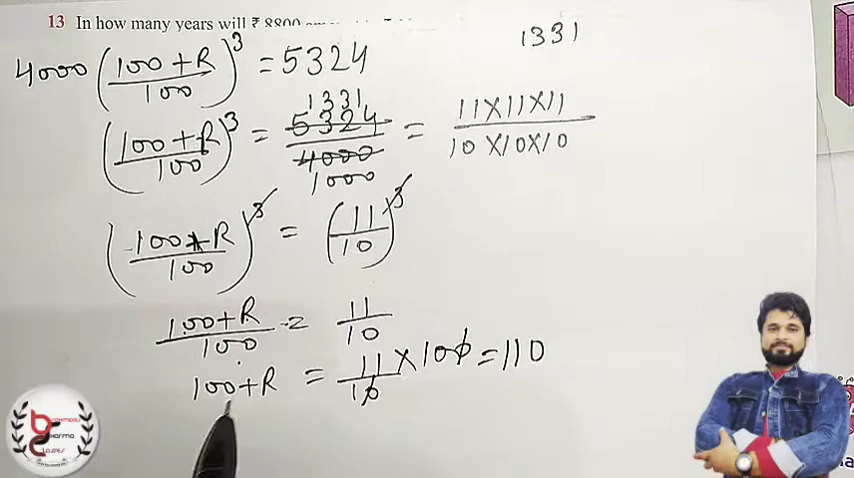 13 In how many years will ₹ 8800
1331
4000 (100 + R / 100)^3 = 5324
1331
(100 + R / 100)^3 = 5324 / 4000 = 11×11×11 / 10×10×10
1000
(100 + R / 100)^3 = (11 / 10)^3
100 + R / 100 = 11 / 10
100 + R = 11 / 10 × 100 = 110